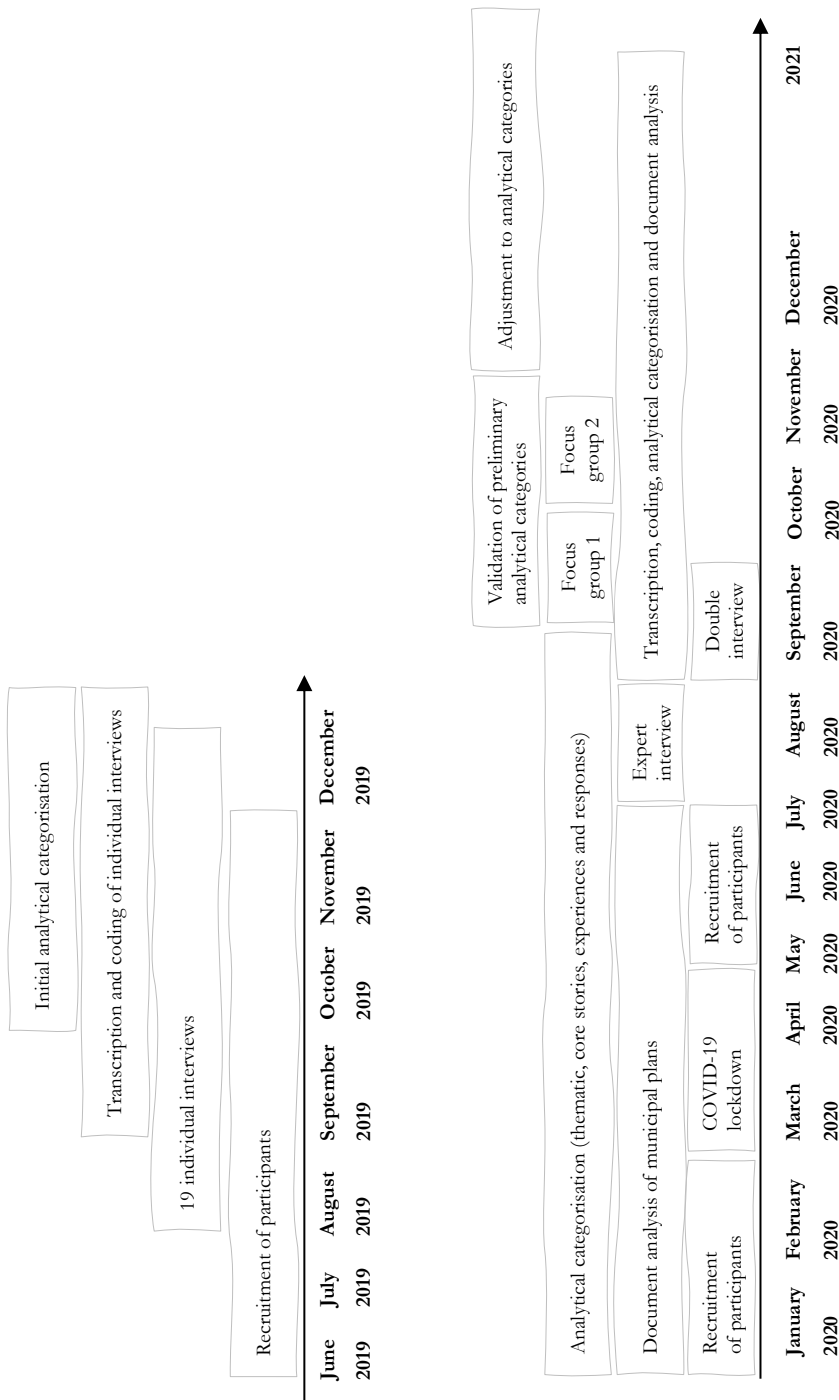 Initial analytical categorisation
Transcription and coding of individual interviews
19 individual interviews
Recruitment of participants
June July August September October November December
2019 2019 2019 2019 2019 2019 2019
Validation of preliminary
analytical categories
Adjustment to analytical categories
Analytical categorisation (thematic, core stories, experiences and responses)
Focus
group 1
Focus
group 2
Document analysis of municipal plans
Expert
interview
Transcription, coding, analytical categorisation and document analysis
Recruitment
of participants
COVID-19
lockdown
Recruitment
of participants
Double
interview
January February March April May June July August September October November December 2021
2020 2020 2020 2020 2020 2020 2020 2020 2020 2020 2020 2020